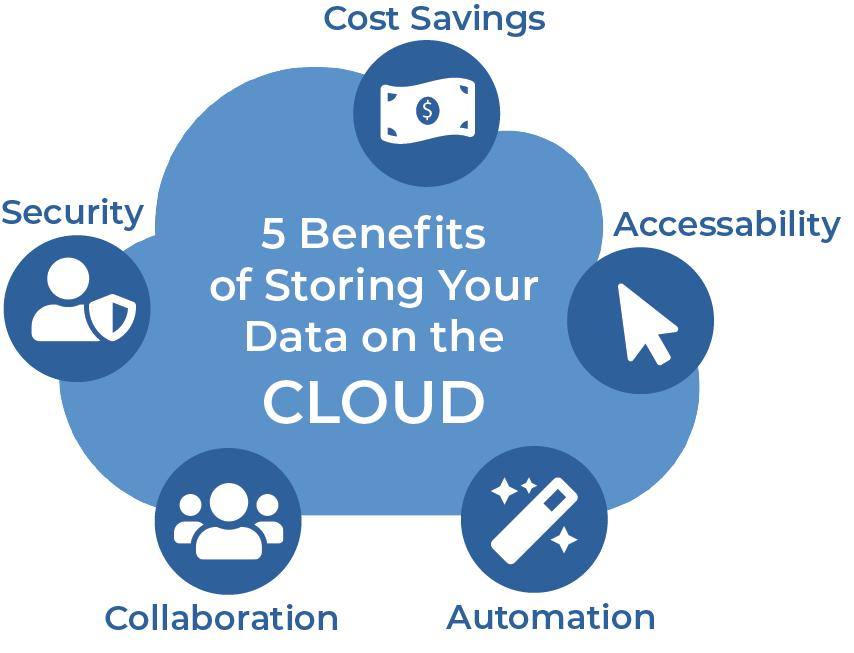 Cost Savings
Security
Accessability
$
5 Benefits
of Storing Your
Data on the
CLOUD
Collaboration
Automation